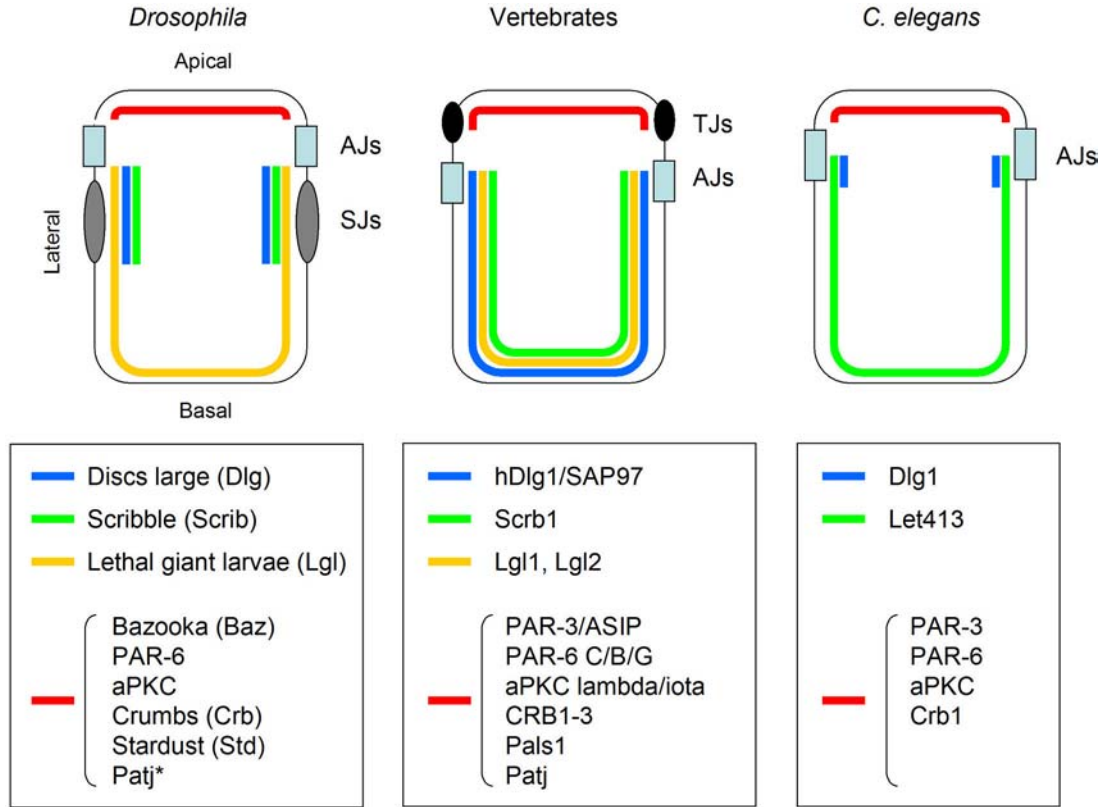 Drosophila
Vertebrates
C. elegans
Apical
Lateral
AJs
SJs
Basal
TJs
AJs
AJs
Discs large (Dlg)
Scribble (Scrib)
Lethal giant larvae (Lgl)
Bazooka (Baz)
PAR-6
aPKC
Crumbs (Crb)
Stardust (Std)
Patj*
hDlg1/SAP97
Scrb1
Lgl1, Lgl2
PAR-3/ASIP
PAR-6 C/B/G
aPKC lambda/iota
CRB1-3
Pals1
Patj
Dlg1
Let413
PAR-3
PAR-6
aPKC
Crb1